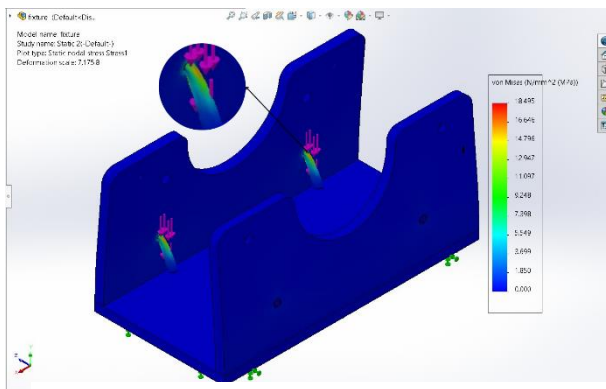 fixture (Default<Dis..
Model name: fixture
Study name: Static 2(-Default-)
Plot type: Static nodal stress Stress1
Deformation scale: 7,175.8
von Mises (N/mm^2 (MPa))
18.495
16.646
14.796
12.947
11.097
9.248
7.398
5.549
3.699
1.850
0.000